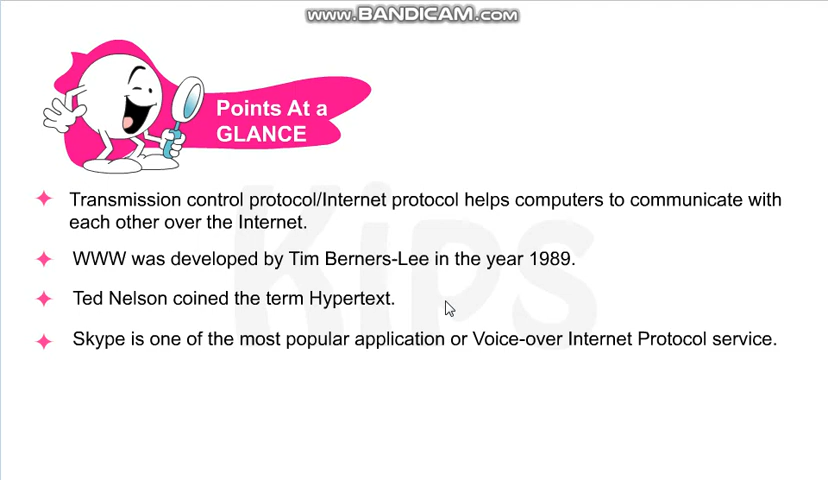 www.BANDICAM.com
Points At a
GLANCE
Transmission control protocol/Internet protocol helps computers to communicate with
each other over the Internet.
WWW was developed by Tim Berners-Lee in the year 1989.
Ted Nelson coined the term Hypertext.
Skype is one of the most popular application or Voice-over Internet Protocol service.
Kips